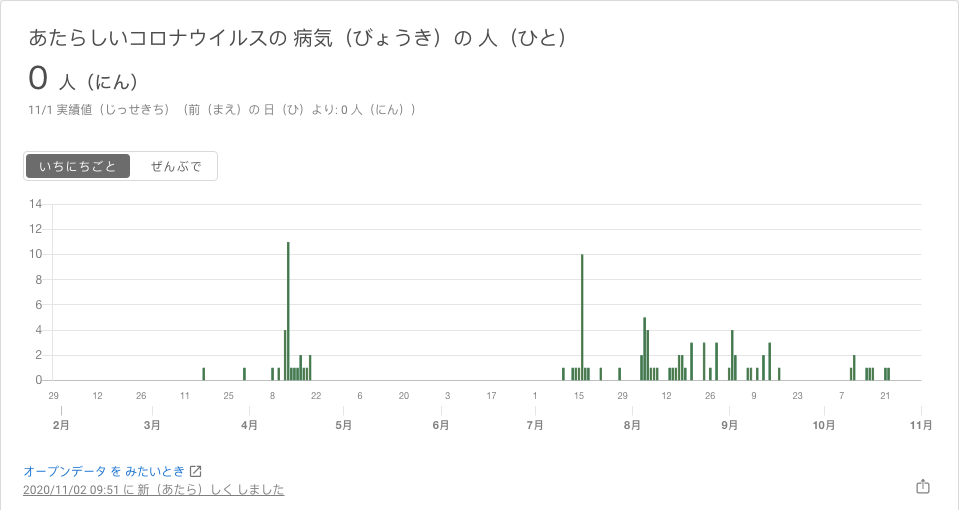 あたらしいコロナウイルスの 病気（びょうき）の 人（ひと）
0 人（にん）
11/1 実績値（じっせきち）（前（まえ）の 日（ひ）より: 0 人（にん））
いちにちごと ぜんぶで
14
12
10
8
6
4
2
0
29 12 26 11 25 8 22 6 20 3 17 1 15 29 12 26 9 23 7 21
2月 3月 4月 5月 6月 7月 8月 9月 10月 11月
オープンデータ を みたいとき
2020/11/02 09:51 に 新（あたら）しく しました